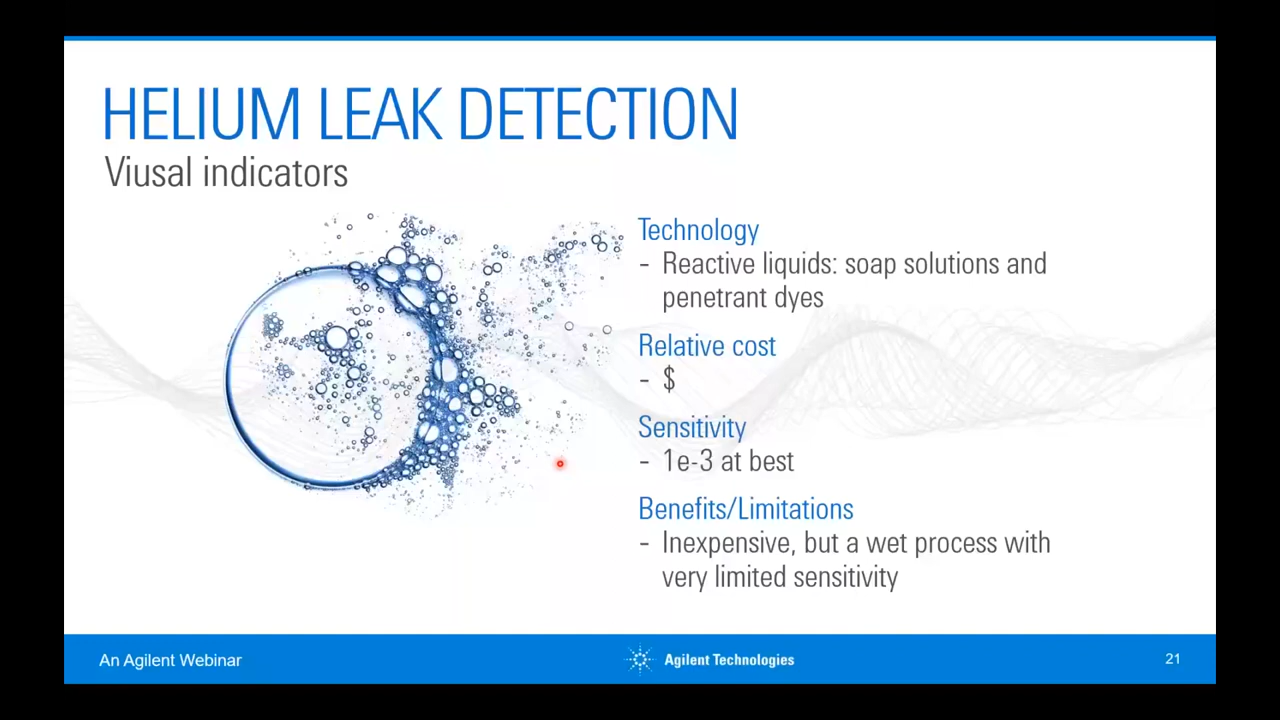 HELIUM LEAK DETECTION
Viusal indicators
Technology
- Reactive liquids: soap solutions and
penetrant dyes
Relative cost
- $
Sensitivity
- 1e-3 at best
Benefits/Limitations
- Inexpensive, but a wet process with
very limited sensitivity
An Agilent Webinar
Agilent Technologies
21